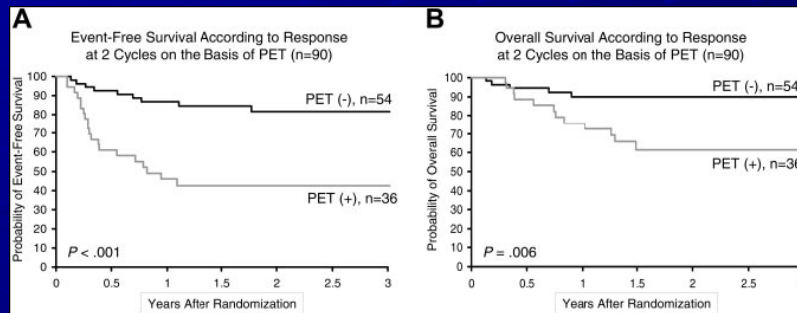 A
Event-Free Survival According to Response
at 2 Cycles on the Basis of PET (n=90)
Probability of Event-Free Survival
100
90
80
70
60
50
40
30
20
10
0
PET (-), n=54
PET (+), n=36
P < .001
0 0.5 1 1.5 2 2.5 3
Years After Randomization
B
Overall Survival According to Response
at 2 Cycles on the Basis of PET (n=90)
Probability of Overall Survival
100
90
80
70
60
50
40
30
20
10
0
PET (-), n=54
PET (+), n=36
P = .006
0 0.5 1 1.5 2 2.5 3
Years After Randomization